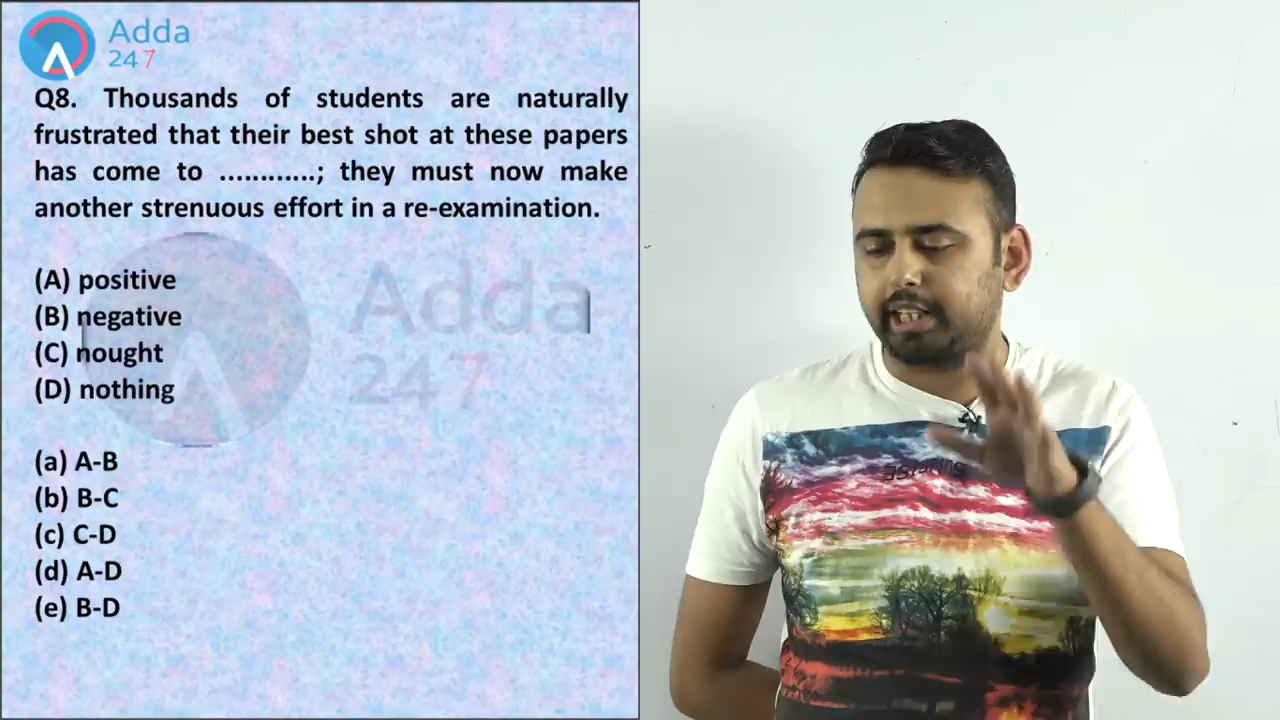 Adda
247
Q8. Thousands of students are naturally
frustrated that their best shot at these papers
has come to ............; they must now make
another strenuous effort in a re-examination.
Adda
247
(A) positive
(B) negative
(C) nought
(D) nothing
(a) A-B
(b) B-C
(c) C-D
(d) A-D
(e) B-D